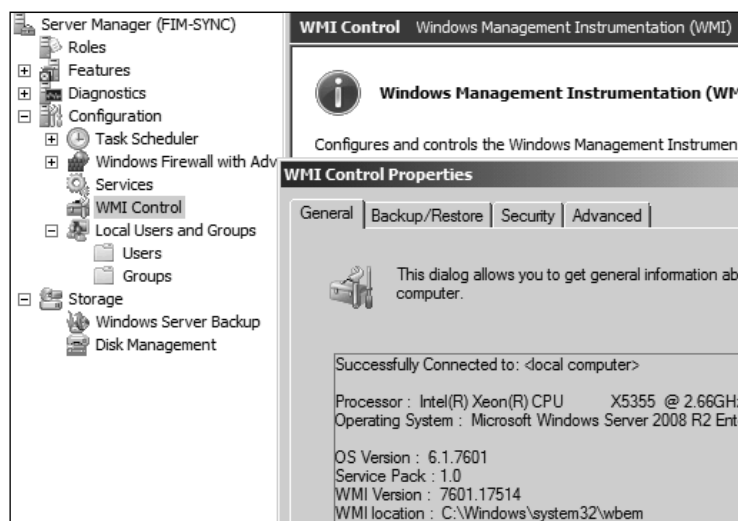 Server Manager (FIM-SYNC)
Roles
Features
Diagnostics
Configuration
Task Scheduler
Windows Firewall with Adv
Services
WMI Control
Local Users and Groups
Users
Groups
Storage
Windows Server Backup
Disk Management
WMI Control Windows Management Instrumentation (WMI)
Windows Management Instrumentation (WM
Configures and controls the Windows Management Instrumen
WMI Control Properties
General Backup/Restore Security Advanced
This dialog allows you to get general information ab
computer.
Successfully Connected to: <local computer>
Processor : Intel(R) Xeon(R) CPU X5355 @ 2.66GHz
Operating System : Microsoft Windows Server 2008 R2 Ent
OS Version : 6.1.7601
Service Pack : 1.0
WMI Version : 7601.17514
WMI location : C:\Windows\system32\wbem